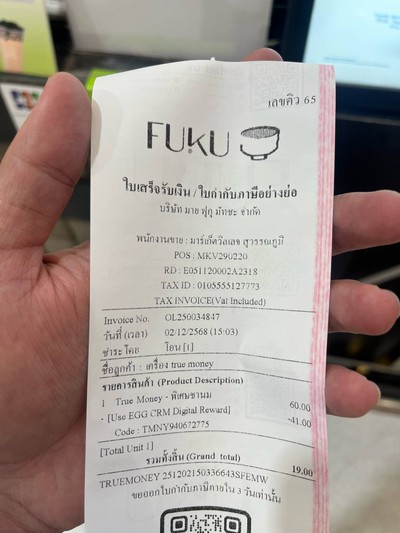 เลขคิว 65
FUKU
ใบเสร็จรับเงิน / ใบกำกับภาษีอย่างย่อ
บริษัท มาย ฟูกุ มัทฉะ จำกัด
พนักงานขาย : มาร์เก็ตวิลเลจ สุวรรณภูมิ
POS : MKV290220
RD : E051120002A2318
TAX ID : 0105555127773
TAX INVOICE(Vat Included)
Invoice No. OL250034847
วันที่ (เวลา) 02/12/2568 (15:03)
ชำระโดย โอน [1]
ชื่อลูกค้า : เครื่อง true money
รายการสินค้า (Product Description)
1 True Money - พิเศษชานม 60.00
- [Use EGG CRM Digital Reward] -41.00
Code : TMNY940672775
[Total Unit 1]
รวมทั้งสิ้น (Grand total) 19.00
TRUEMONEY 251202150336643SFEMW
ขอออกใบกำกับภาษีภายใน 3 วันเท่านั้น